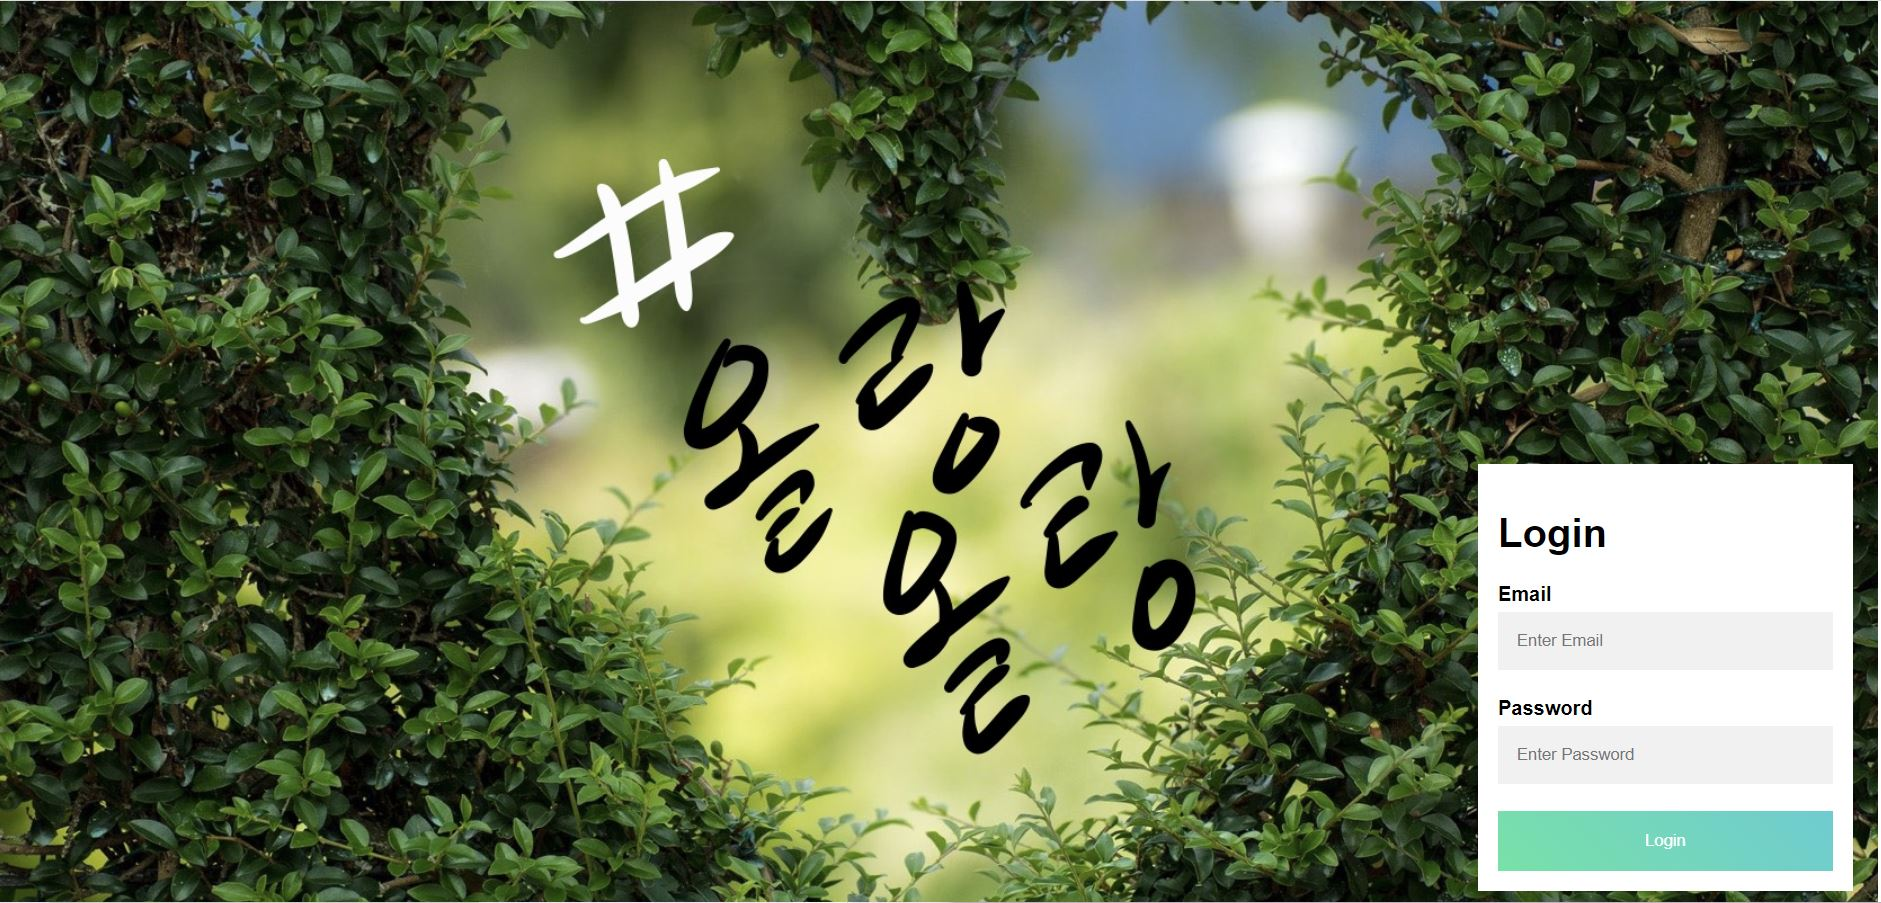 #
올랑
올랑
Login
Email
Enter Email
Password
Enter Password
Login